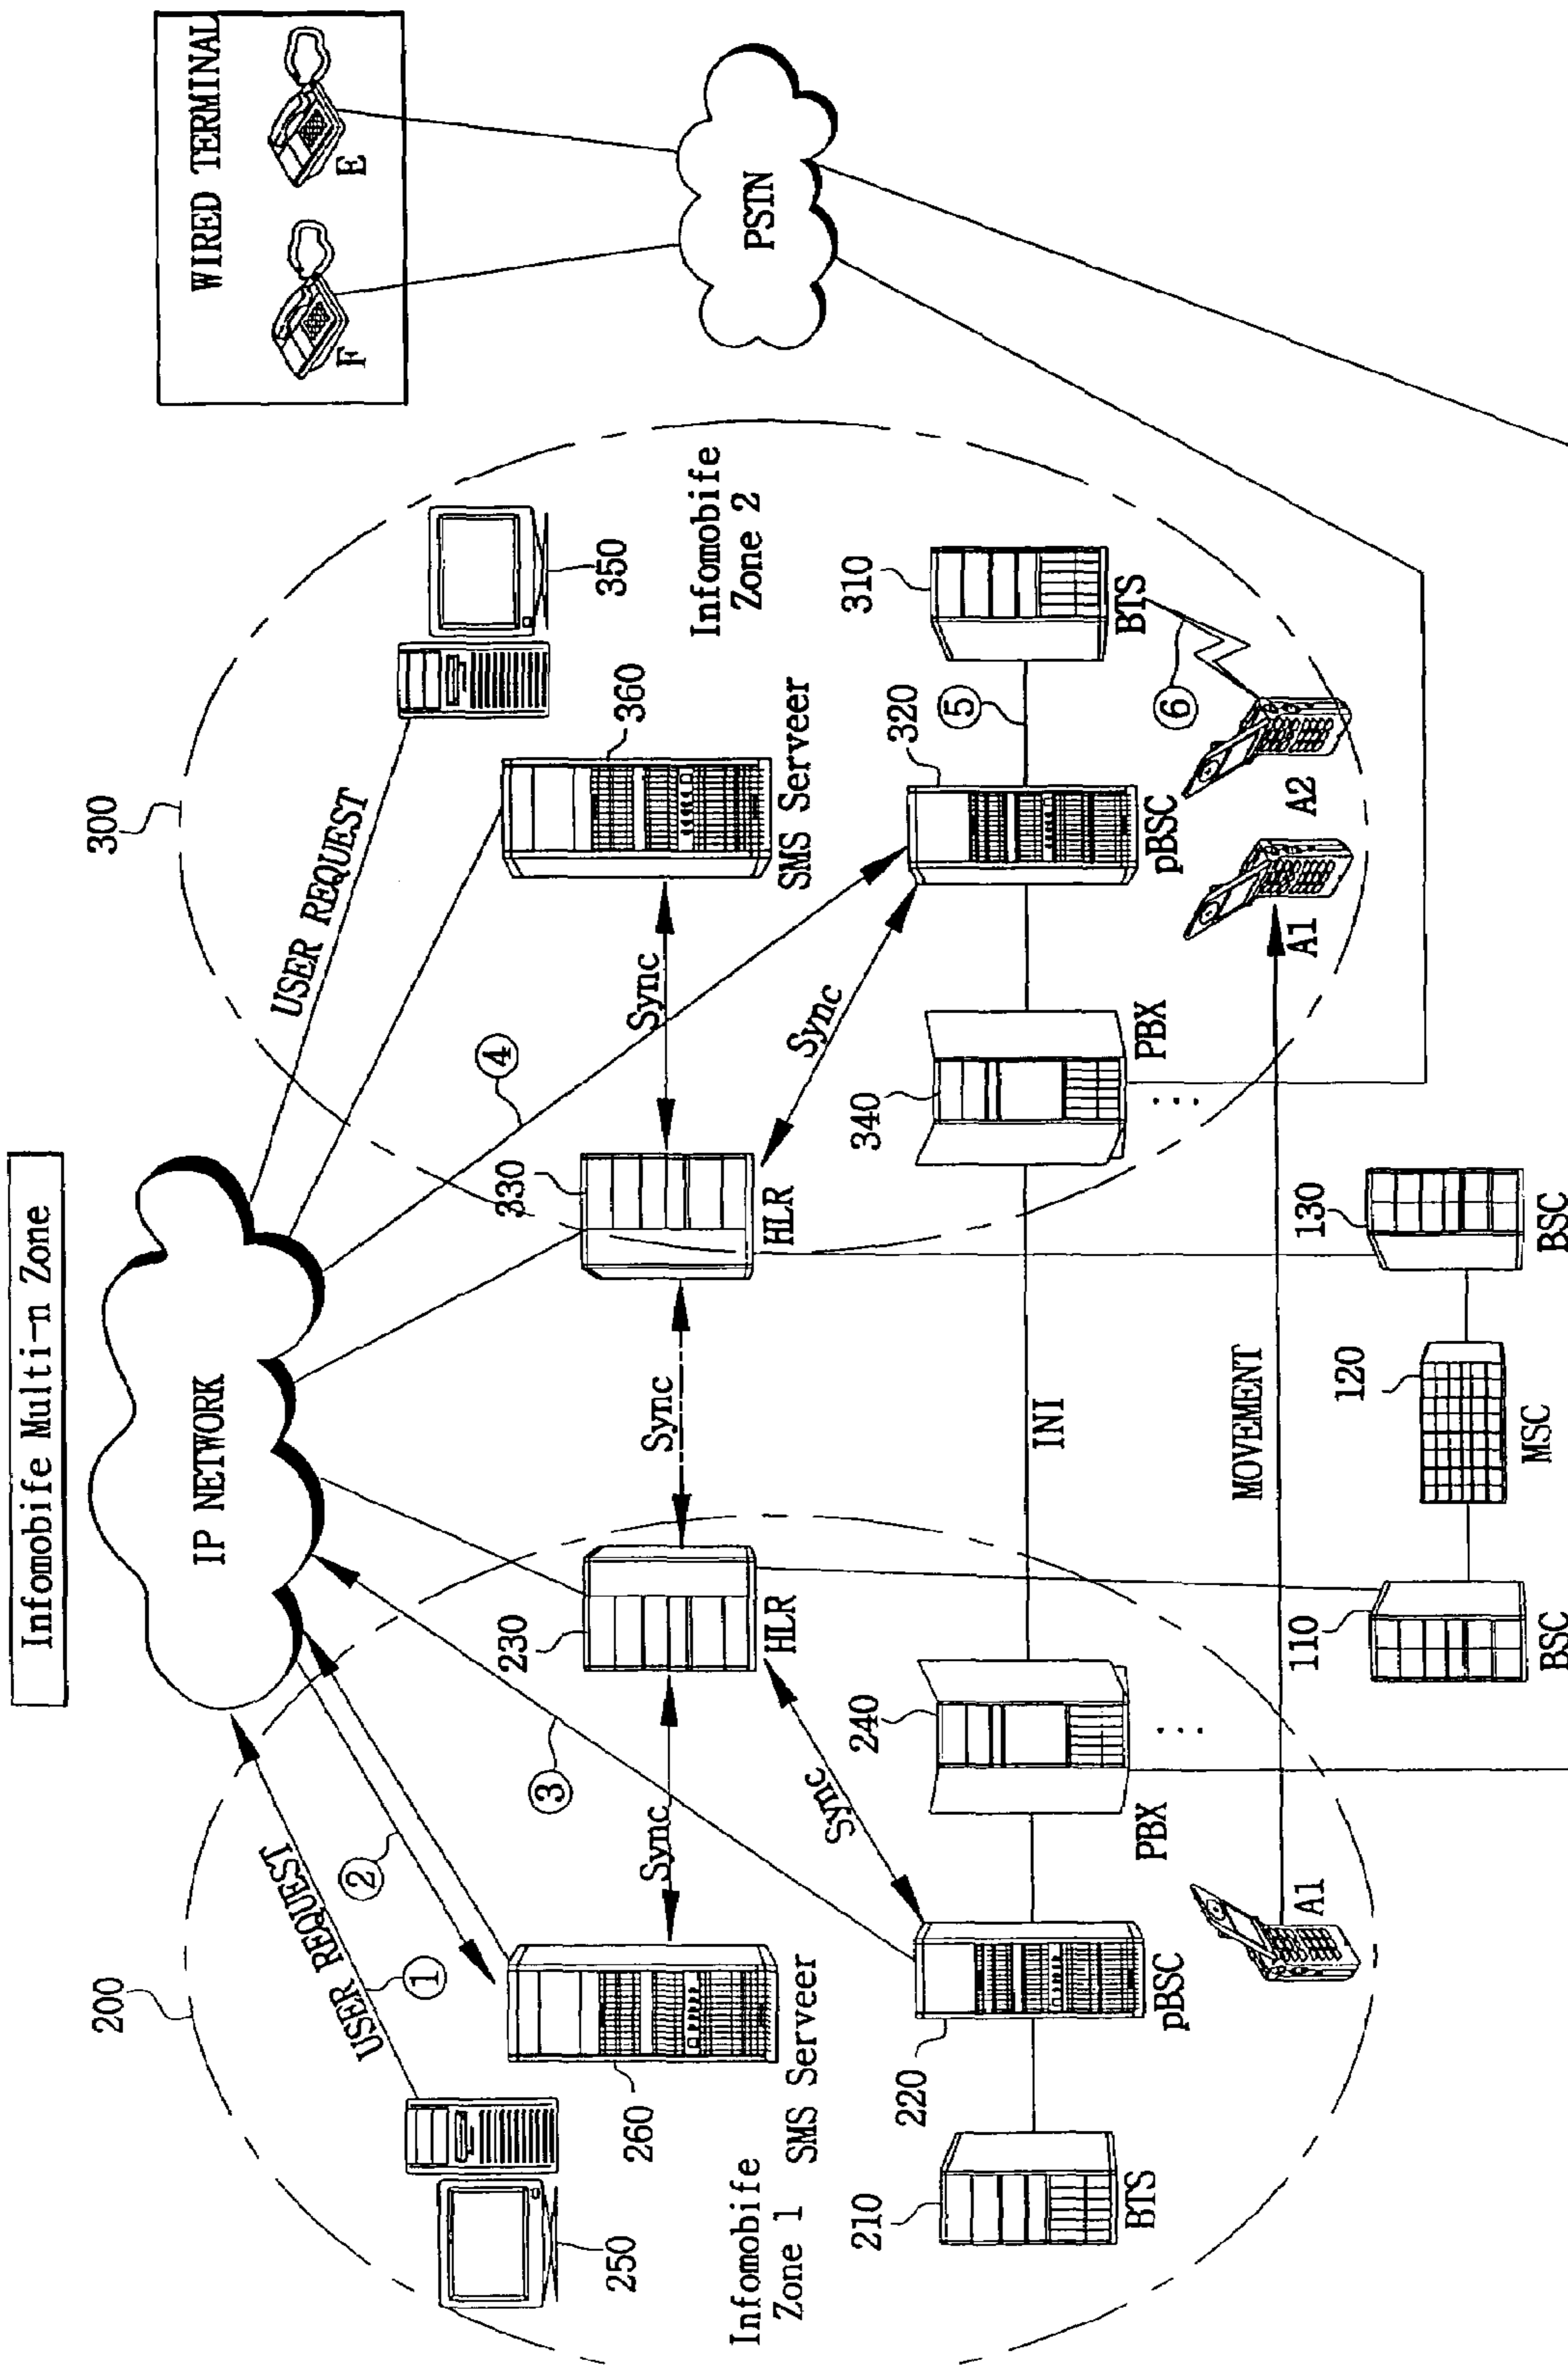 Infomobife Multi-n Zone
IP NETWORK
200
USER REQUEST
①
②
③
250
260
SMS Serveer
Infomobife
Zone 1
Sync
230
HLR
Sync
Sync
210
BTS
220
pBSC
240
PBX
...
A1
INI
MOVEMENT
110
BSC
120
MSC
130
BSC
300
USER REQUEST
④
350
360
SMS Serveer
Infomobife
Zone 2
Sync
330
HLR
Sync
340
PBX
...
320
pBSC
⑤
310
BTS
⑥
A1
A2
WIRED TERMINAL
F
E
PSTN